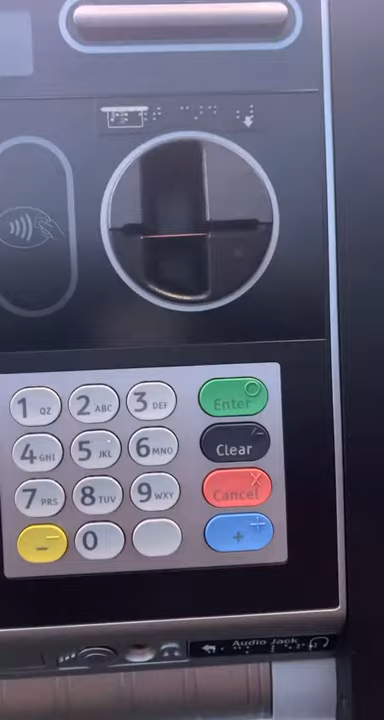 1 QZ 2 ABC 3 DEF Enter
4 GHI 5 JKL 6 MNO Clear
7 PRS 8 TUV 9 WXY Cancel
- 0 +
Audio Jack